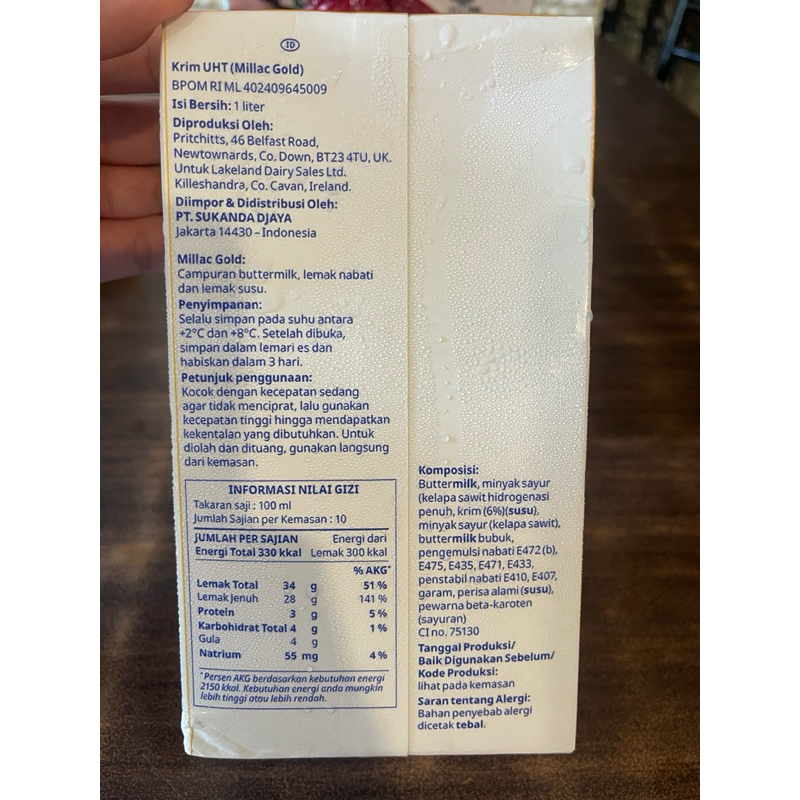 ID
Krim UHT (Millac Gold)
BPOM RI ML 402409645009
Isi Bersih: 1 liter
Diproduksi Oleh:
Pritchitts, 46 Belfast Road,
Newtownards, Co. Down, BT23 4TU, UK.
Untuk Lakeland Dairy Sales Ltd.
Killeshandra, Co. Cavan, Ireland.
Diimpor & Didistribusi Oleh:
PT. SUKANDA DJAYA
Jakarta 14430 – Indonesia
Millac Gold:
Campuran buttermilk, lemak nabati
dan lemak susu.
Penyimpanan:
Selalu simpan pada suhu antara
+2°C dan +8°C. Setelah dibuka,
simpan dalam lemari es dan
habiskan dalam 3 hari.
Petunjuk penggunaan:
Kocok dengan kecepatan sedang
agar tidak menciprat, lalu gunakan
kecepatan tinggi hingga mendapatkan
kekentalan yang dibutuhkan. Untuk
diolah dan dituang, gunakan langsung
dari kemasan.
INFORMASI NILAI GIZI
Takaran saji : 100 ml
Jumlah Sajian per Kemasan : 10
JUMLAH PER SAJIAN Energi dari
Energi Total 330 kkal Lemak 300 kkal
% AKG*
Lemak Total 34 g 51 %
Lemak Jenuh 28 g 141 %
Protein 3 g 5 %
Karbohidrat Total 4 g 1 %
Gula 4 g
Natrium 55 mg 4 %
*Persen AKG berdasarkan kebutuhan energi
2150 kkal. Kebutuhan energi anda mungkin
lebih tinggi atau lebih rendah.
Komposisi:
Buttermilk, minyak sayur
(kelapa sawit hidrogenasi
penuh, krim (6%)(susu),
minyak sayur (kelapa sawit),
buttermilk bubuk,
pengemulsi nabati E472 (b),
E475, E435, E471, E433,
penstabil nabati E410, E407,
garam, perisa alami (susu),
pewarna beta-karoten
(sayuran)
CI no. 75130
Tanggal Produksi/
Baik Digunakan Sebelum/
Kode Produksi:
lihat pada kemasan
Saran tentang Alergi:
Bahan penyebab alergi
dicetak tebal.